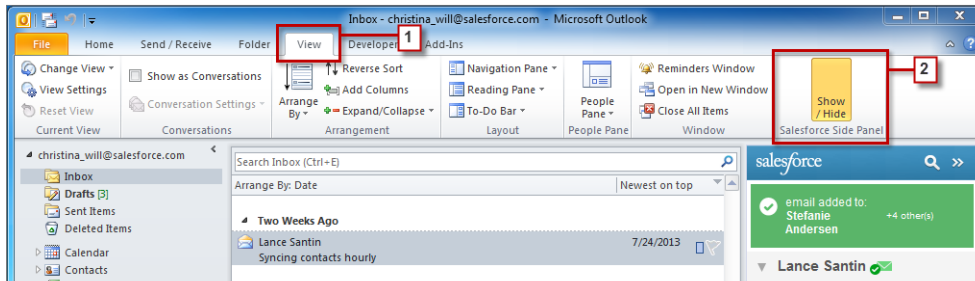 Inbox - christina_will@salesforce.com - Microsoft Outlook
File Home Send / Receive Folder View Developer Add-Ins
1
Change View
View Settings
Reset View
Current View
Show as Conversations
Conversation Settings
Conversations
Arrange By
Reverse Sort
Add Columns
Expand/Collapse
Arrangement
Navigation Pane
Reading Pane
To-Do Bar
Layout
People Pane
People Pane
Reminders Window
Open in New Window
Close All Items
Window
Show / Hide
Salesforce Side Panel
2
christina_will@salesforce.com
Inbox
Drafts [3]
Sent Items
Deleted Items
Calendar
Contacts
Search Inbox (Ctrl+E)
Arrange By: Date Newest on top
Two Weeks Ago
Lance Santin 7/24/2013
Syncing contacts hourly
salesforce
email added to:
Stefanie Andersen +4 other(s)
Lance Santin